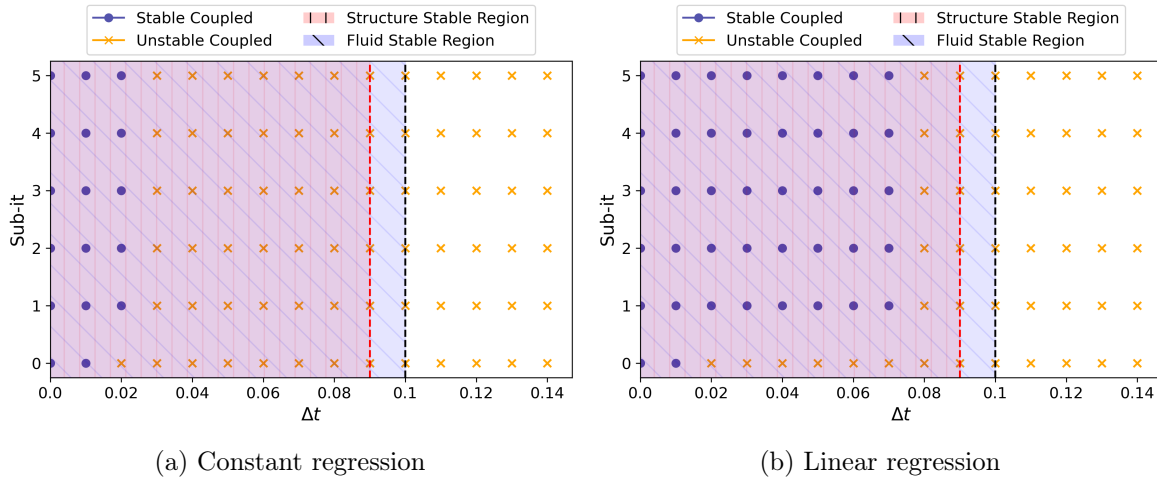 Stable Coupled
Unstable Coupled
Structure Stable Region
Fluid Stable Region
5
4
3
2
1
0
Sub-it
0.0 0.02 0.04 0.06 0.08 0.1 0.12 0.14
Δt
(a) Constant regression
Stable Coupled
Unstable Coupled
Structure Stable Region
Fluid Stable Region
5
4
3
2
1
0
Sub-it
0.0 0.02 0.04 0.06 0.08 0.1 0.12 0.14
Δt
(b) Linear regression